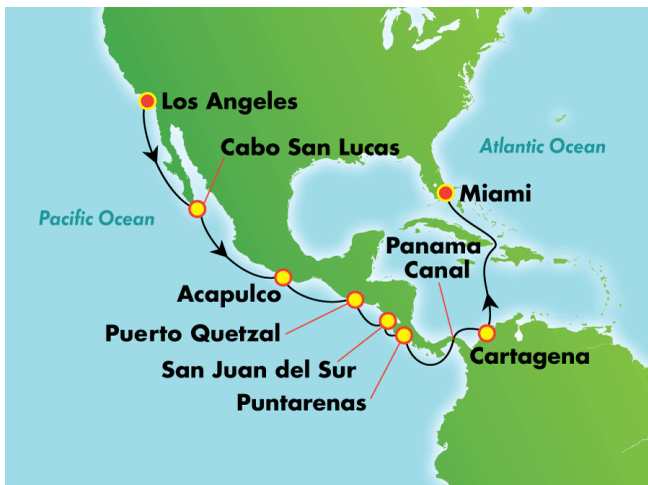 Los Angeles
Cabo San Lucas
Atlantic Ocean
Miami
Pacific Ocean
Panama
Canal
Acapulco
Puerto Quetzal
Cartagena
San Juan del Sur
Puntarenas